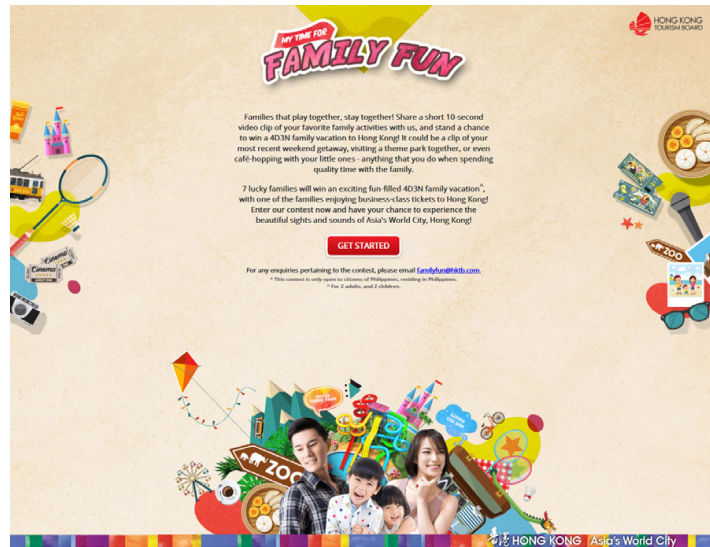 MY TIME FOR
FAMILY FUN
HONG KONG
TOURISM BOARD
Families that play together, stay together! Share a short 10-second
video clip of your favorite family activities with us, and stand a chance
to win a 4D3N family vacation to Hong Kong! It could be a clip of your
most recent weekend getaway, visiting a theme park together, or even
café-hopping with your little ones - anything that you do when spending
quality time with the family.
7 lucky families will win an exciting fun-filled 4D3N family vacation^,
with one of the families enjoying business-class tickets to Hong Kong!
Enter our contest now and have your chance to experience the
beautiful sights and sounds of Asia's World City, Hong Kong!
GET STARTED
For any enquiries pertaining to the contest, please email familyfun@hktb.com.
* This contest is only open to citizens of Philippines, residing in Philippines.
^ For 2 adults, and 2 children.
Cinema
Cinema
ZOO
ZOO
HONG KONG Asia's World City